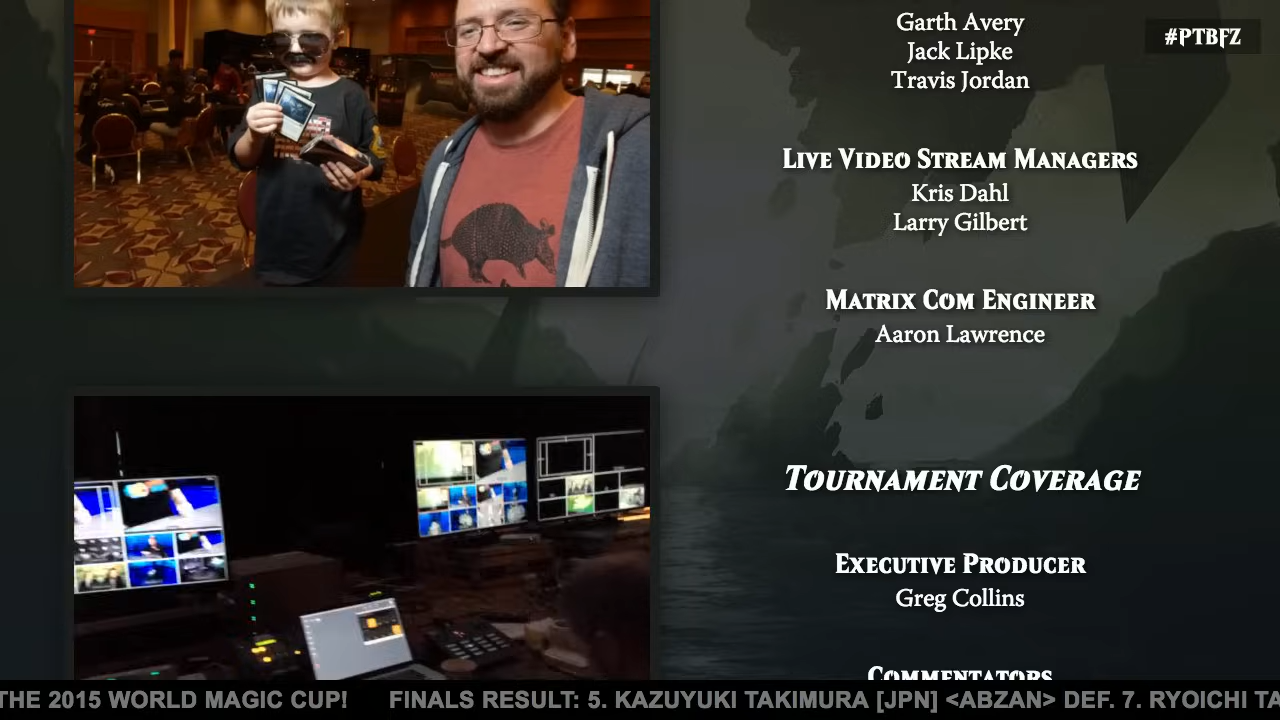 Garth Avery
Jack Lipke
Travis Jordan
#PTBFZ
Live Video Stream Managers
Kris Dahl
Larry Gilbert
Matrix Com Engineer
Aaron Lawrence
Tournament Coverage
Executive Producer
Greg Collins
Commentators
THE 2015 WORLD MAGIC CUP! FINALS RESULT: 5. KAZUYUKI TAKIMURA [JPN] <ABZAN> DEF. 7. RYOICHI TA